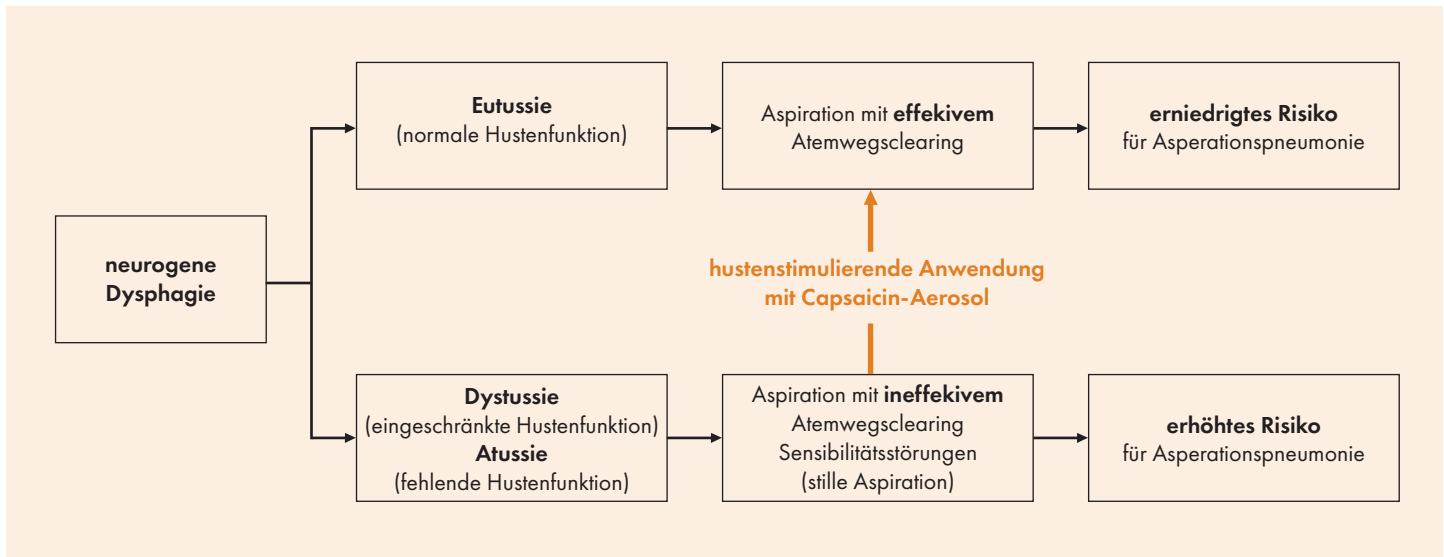 neurogene
Dysphagie
Eutussie
(normale Hustenfunktion)
Aspiration mit effekivem
Atemwegsclearing
erniedrigtes Risiko
für Asperationspneumonie
hustenstimulierende Anwendung
mit Capsaicin-Aerosol
Dystussie
(eingeschränkte Hustenfunktion)
Atussie
(fehlende Hustenfunktion)
Aspiration mit ineffekivem
Atemwegsclearing
Sensibilitätsstörungen
(stille Aspiration)
erhöhtes Risiko
für Asperationspneumonie